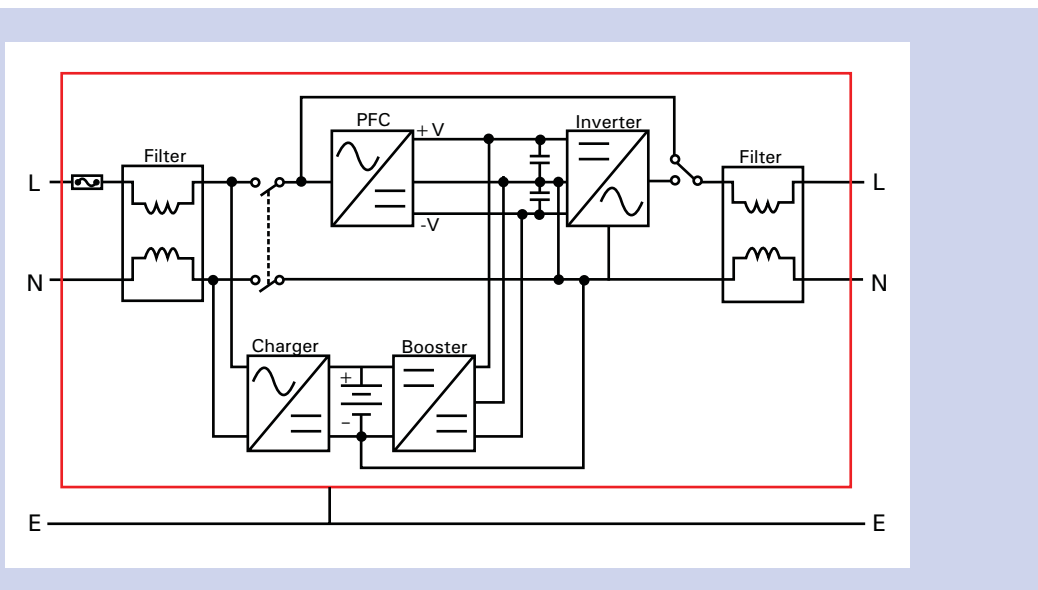 PFC
+V
Inverter
Filter
Filter
L
L
-V
N
N
Charger
Booster
+
–
E
E